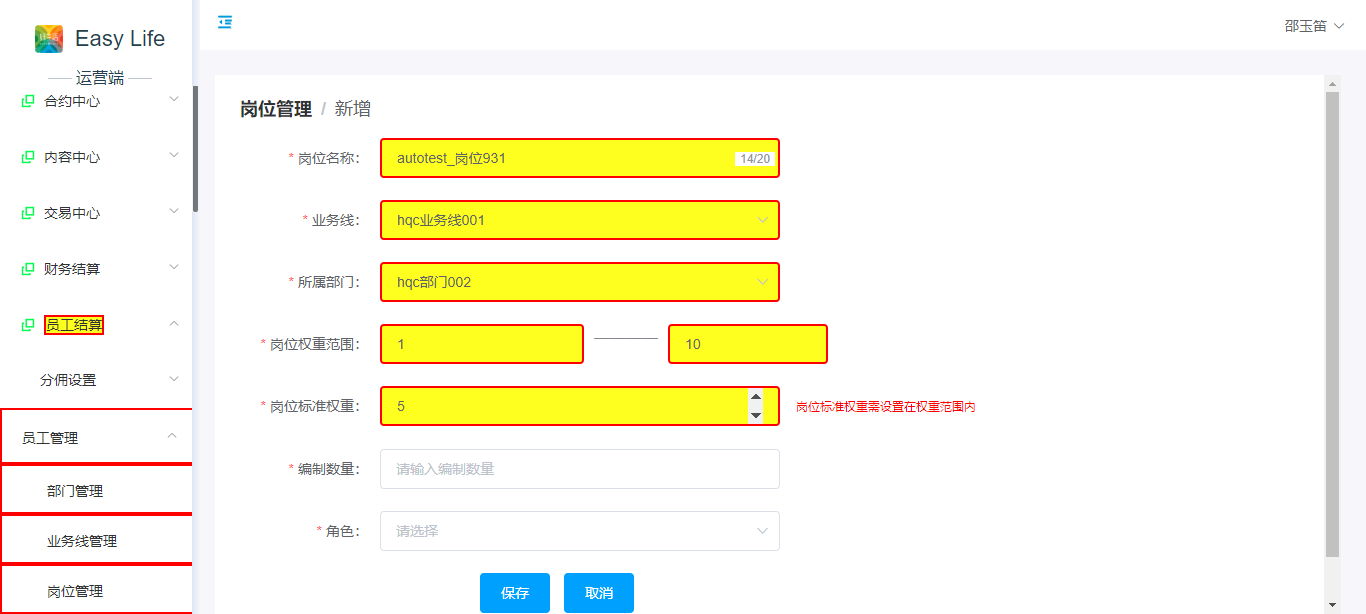 Easy Life
运营端
合约中心
内容中心
交易中心
财务结算
员工结算
分佣设置
员工管理
部门管理
业务线管理
岗位管理
邵玉笛
岗位管理 / 新增
* 岗位名称: autotest_岗位931 14/20
* 业务线: hqc业务线001
* 所属部门: hqc部门002
* 岗位权重范围: 1 10
* 岗位标准权重: 5 岗位标准权重需设置在权重范围内
* 编制数量: 请输入编制数量
* 角色: 请选择
保存 取消